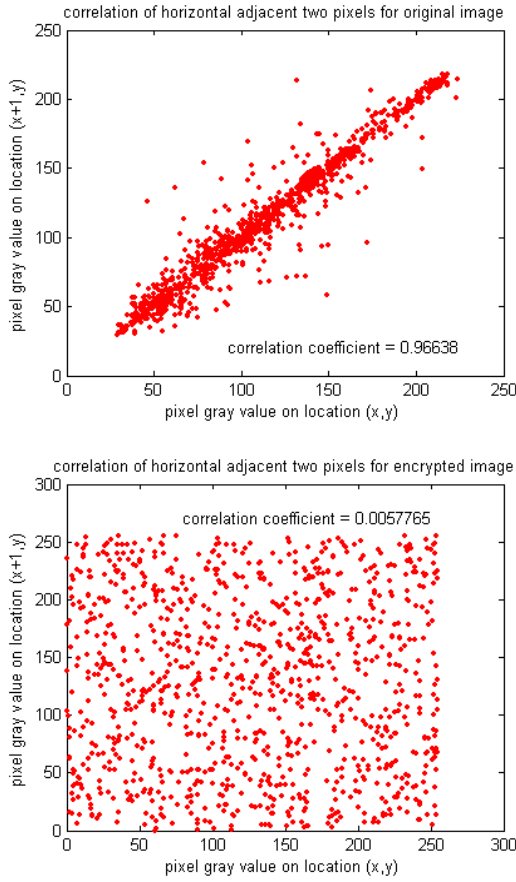 correlation of horizontal adjacent two pixels for original image
250
200
150
100
50
0
pixel gray value on location (x+1,y)
correlation coefficient = 0.96638
0 50 100 150 200 250
pixel gray value on location (x,y)
correlation of horizontal adjacent two pixels for encrypted image
300
250
200
150
100
50
0
pixel gray value on location (x+1,y)
correlation coefficient = 0.0057765
0 50 100 150 200 250 300
pixel gray value on location (x,y)